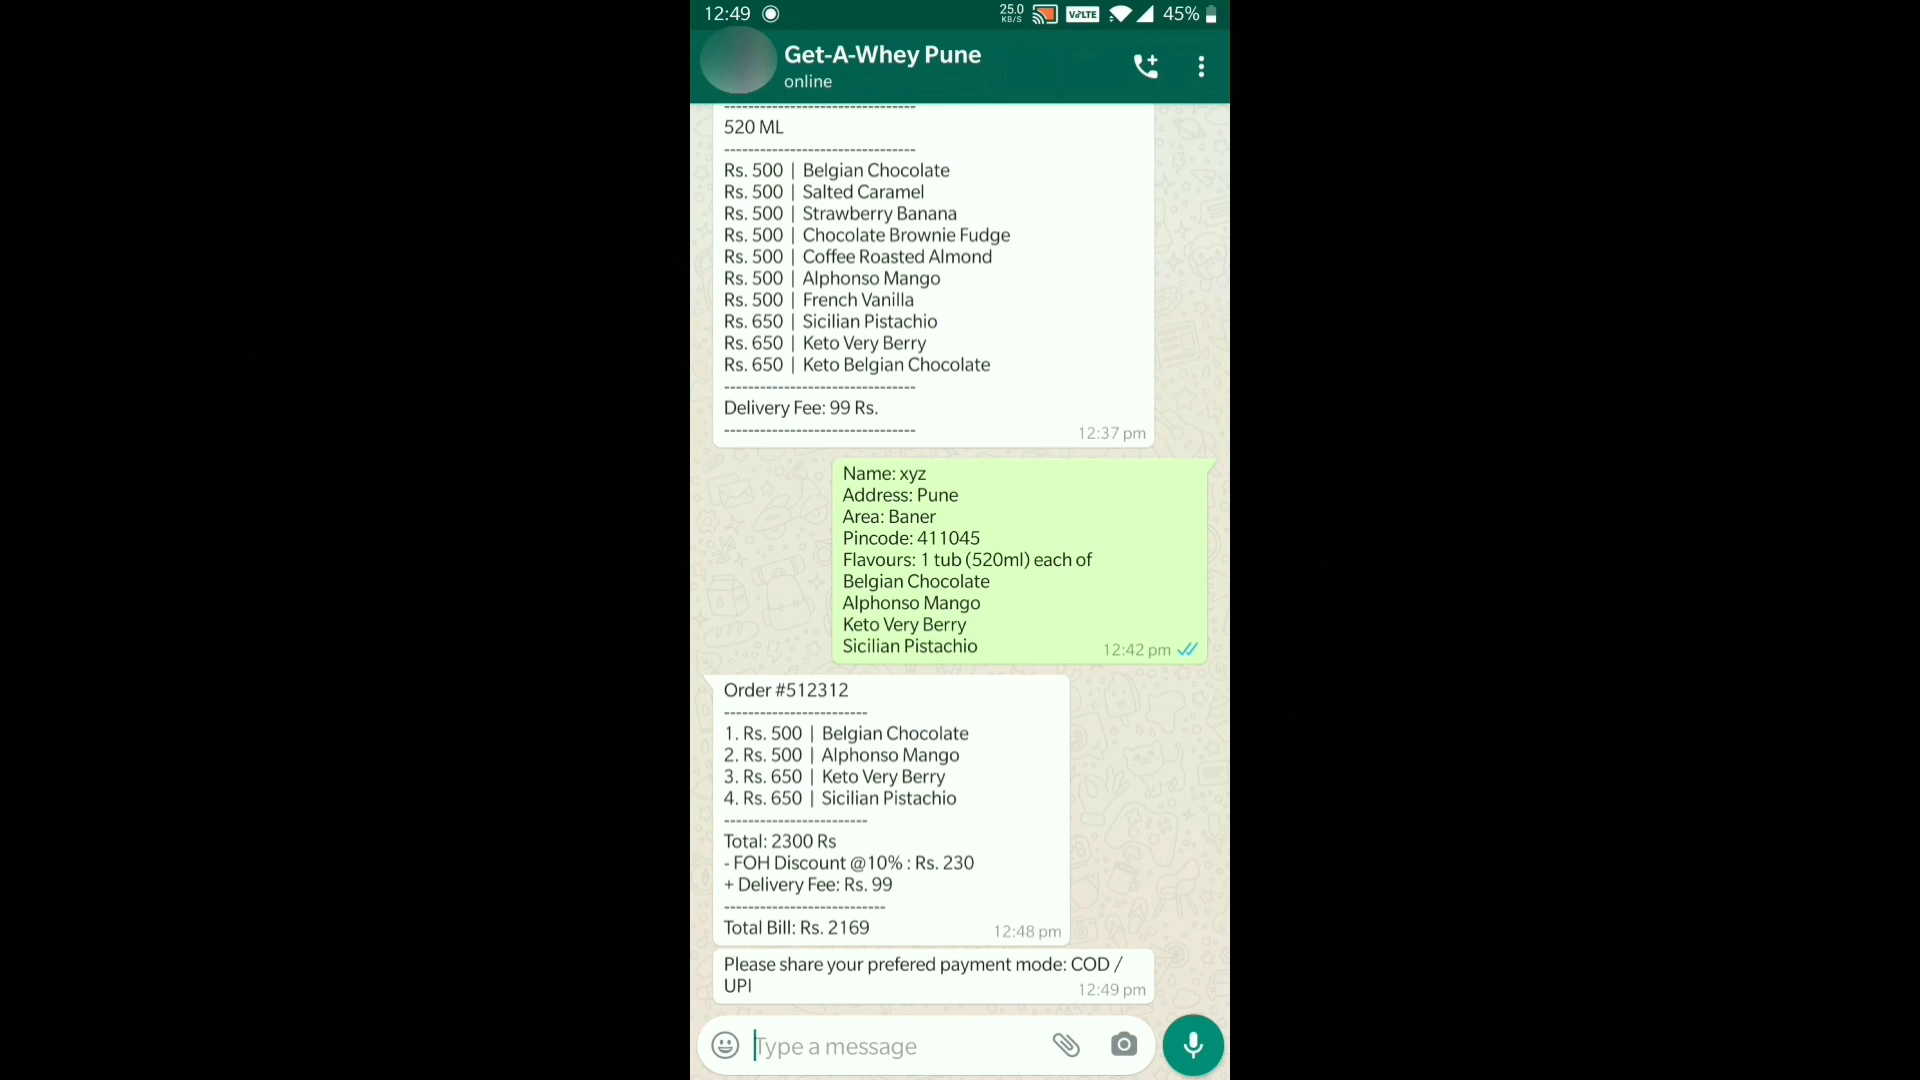 12:49
25.0
KB/S
VoLTE
45%
Get-A-Whey Pune
online
--------------------------------
520 ML
--------------------------------
Rs. 500 | Belgian Chocolate
Rs. 500 | Salted Caramel
Rs. 500 | Strawberry Banana
Rs. 500 | Chocolate Brownie Fudge
Rs. 500 | Coffee Roasted Almond
Rs. 500 | Alphonso Mango
Rs. 500 | French Vanilla
Rs. 650 | Sicilian Pistachio
Rs. 650 | Keto Very Berry
Rs. 650 | Keto Belgian Chocolate
--------------------------------
Delivery Fee: 99 Rs.
--------------------------------
12:37 pm
Name: xyz
Address: Pune
Area: Baner
Pincode: 411045
Flavours: 1 tub (520ml) each of
Belgian Chocolate
Alphonso Mango
Keto Very Berry
Sicilian Pistachio
12:42 pm
Order #512312
------------------------
1. Rs. 500 | Belgian Chocolate
2. Rs. 500 | Alphonso Mango
3. Rs. 650 | Keto Very Berry
4. Rs. 650 | Sicilian Pistachio
------------------------
Total: 2300 Rs
- FOH Discount @10% : Rs. 230
+ Delivery Fee: Rs. 99
---------------------------
Total Bill: Rs. 2169
12:48 pm
Please share your prefered payment mode: COD /
UPI
12:49 pm
Type a message